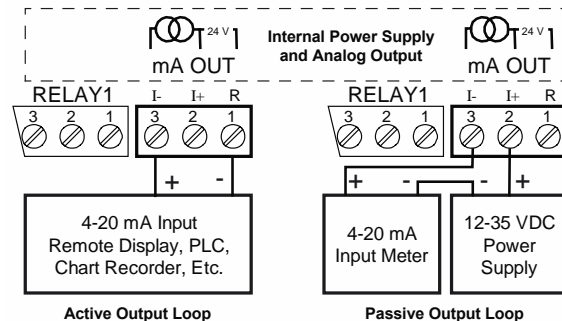 24 V
Internal Power Supply
and Analog Output
24 V
mA OUT
mA OUT
RELAY1
I- I+ R
3 2 1
3 2 1
RELAY1
I- I+ R
3 2 1
3 2 1
+ -
+ - - +
4-20 mA Input
Remote Display, PLC,
Chart Recorder, Etc.
4-20 mA
Input Meter
12-35 VDC
Power
Supply
Active Output Loop
Passive Output Loop